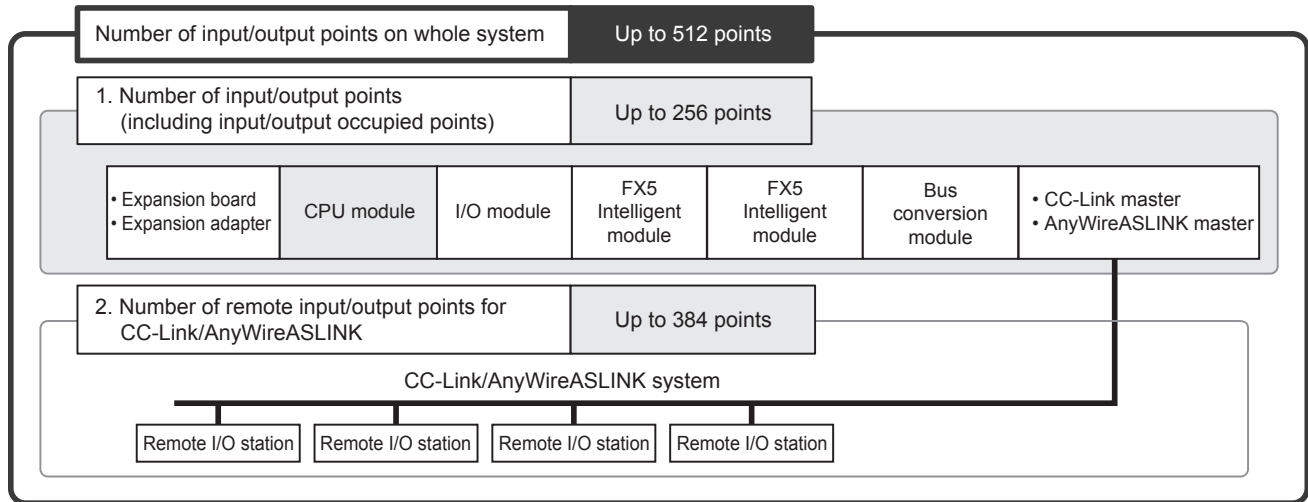 Number of input/output points on whole system
Up to 512 points
1. Number of input/output points
(including input/output occupied points)
Up to 256 points
• Expansion board
• Expansion adapter
CPU module
I/O module
FX5
Intelligent
module
FX5
Intelligent
module
Bus
conversion
module
• CC-Link master
• AnyWireASLINK master
2. Number of remote input/output points for
CC-Link/AnyWireASLINK
Up to 384 points
CC-Link/AnyWireASLINK system
Remote I/O station
Remote I/O station
Remote I/O station
Remote I/O station